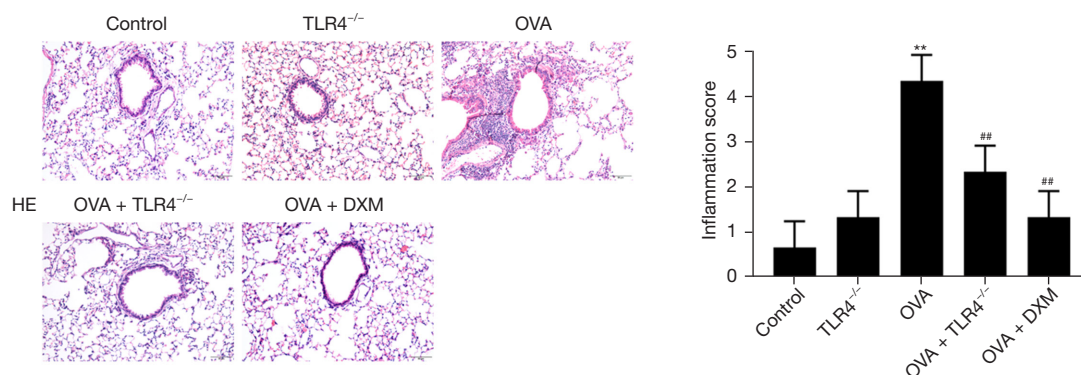 Control TLR4⁻/⁻ OVA
HE OVA + TLR4⁻/⁻ OVA + DXM
Inflammation score
5
4
3
2
1
0
**
##
##
Control
TLR4⁻/⁻
OVA
OVA + TLR4⁻/⁻
OVA + DXM